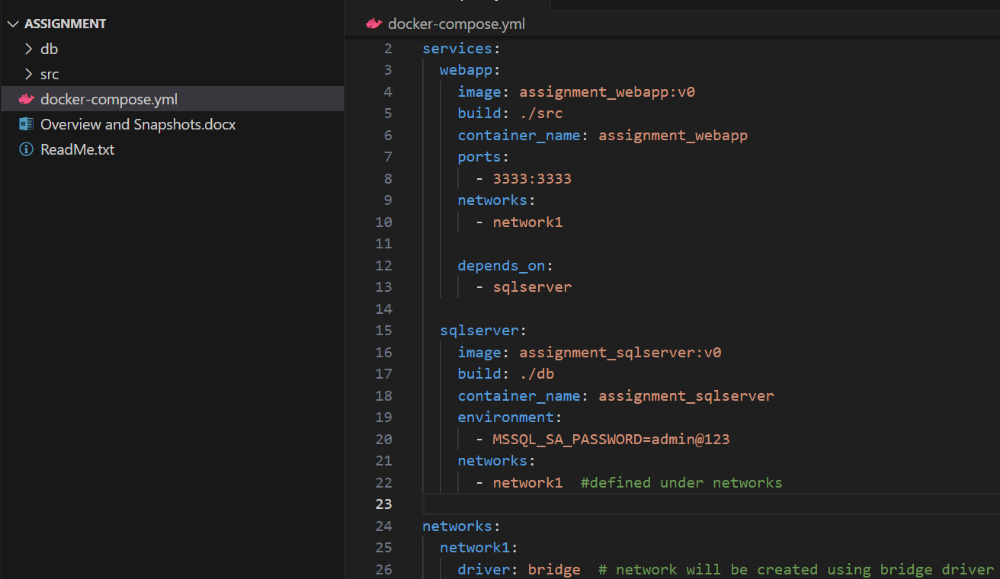 ASSIGNMENT
db
src
docker-compose.yml
Overview and Snapshots.docx
ReadMe.txt
docker-compose.yml
2 services:
3   webapp:
4     image: assignment_webapp:v0
5     build: ./src
6     container_name: assignment_webapp
7     ports:
8       - 3333:3333
9     networks:
10       - network1
11
12     depends_on:
13       - sqlserver
14
15   sqlserver:
16     image: assignment_sqlserver:v0
17     build: ./db
18     container_name: assignment_sqlserver
19     environment:
20       - MSSQL_SA_PASSWORD=admin@123
21     networks:
22       - network1  #defined under networks
23
24 networks:
25   network1:
26     driver: bridge  # network will be created using bridge driver